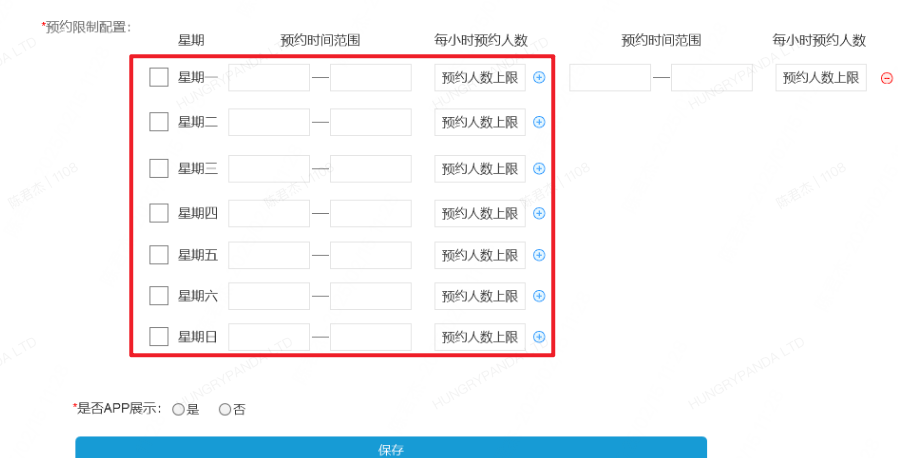 *预约限制配置：
星期 预约时间范围 每小时预约人数 预约时间范围 每小时预约人数
星期一 — 预约人数上限 — 预约人数上限
星期二 — 预约人数上限
星期三 — 预约人数上限
星期四 — 预约人数上限
星期五 — 预约人数上限
星期六 — 预约人数上限
星期日 — 预约人数上限
*是否APP展示： 是 否
保存
HUNGRYPANDA LTD
陈君杰 | 1108